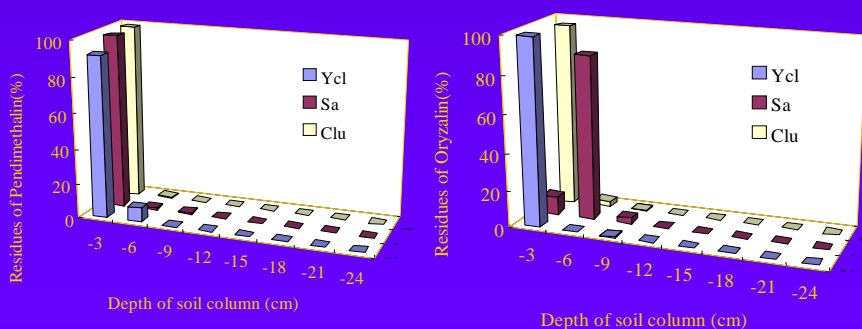 Residues of Pendimethalin(%)
100
80
60
40
20
0
Ycl
Sa
Clu
-3
-6
-9
-12
-15
-18
-21
-24
Depth of soil column (cm)
Residues of Oryzalin(%)
100
80
60
40
20
0
Ycl
Sa
Clu
-3
-6
-9
-12
-15
-18
-21
-24
Depth of soil column (cm)